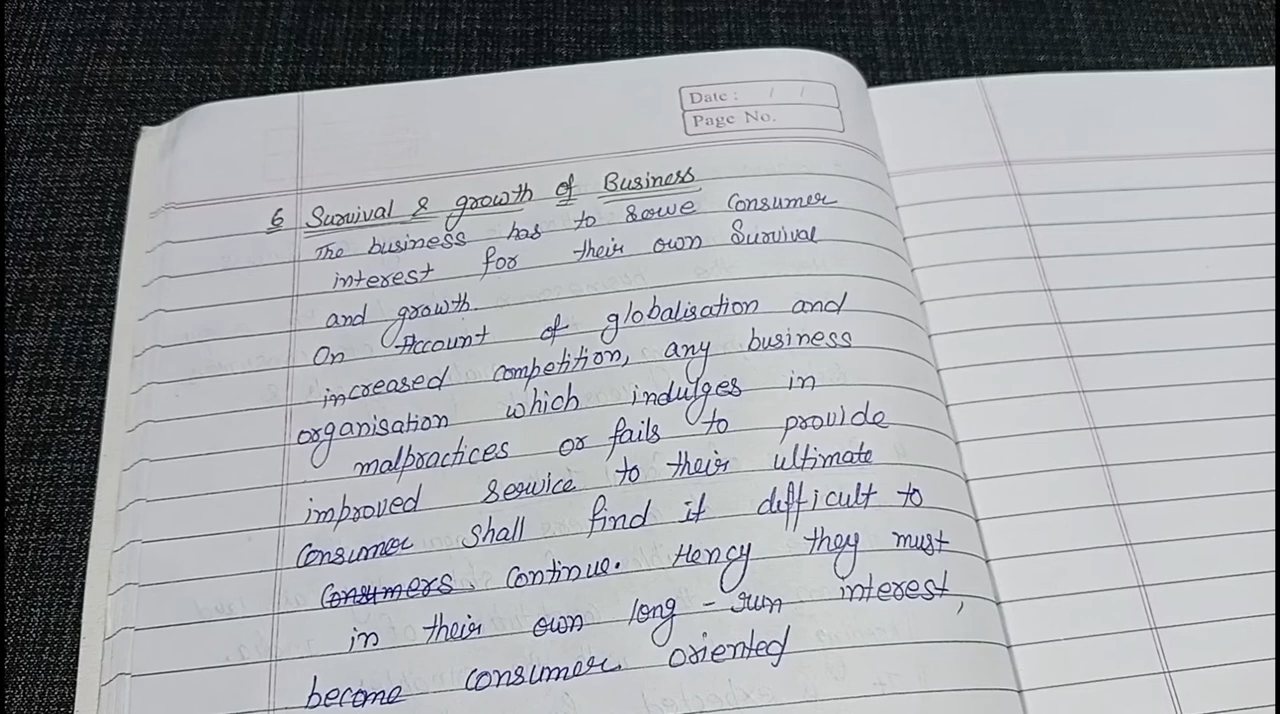 Date : / /
Page No.
6 Survival & growth of Business
The business has to serve Consumer
interest for their own Survival
and growth.
On Account of globalisation and
increased competition, any business
organisation which indulges in
malpractices or fails to provide
improved service to their ultimate
Consumer shall find it difficult to
Consumers. Continue. Hency they must
in their own long-run interest,
become consumer oriented